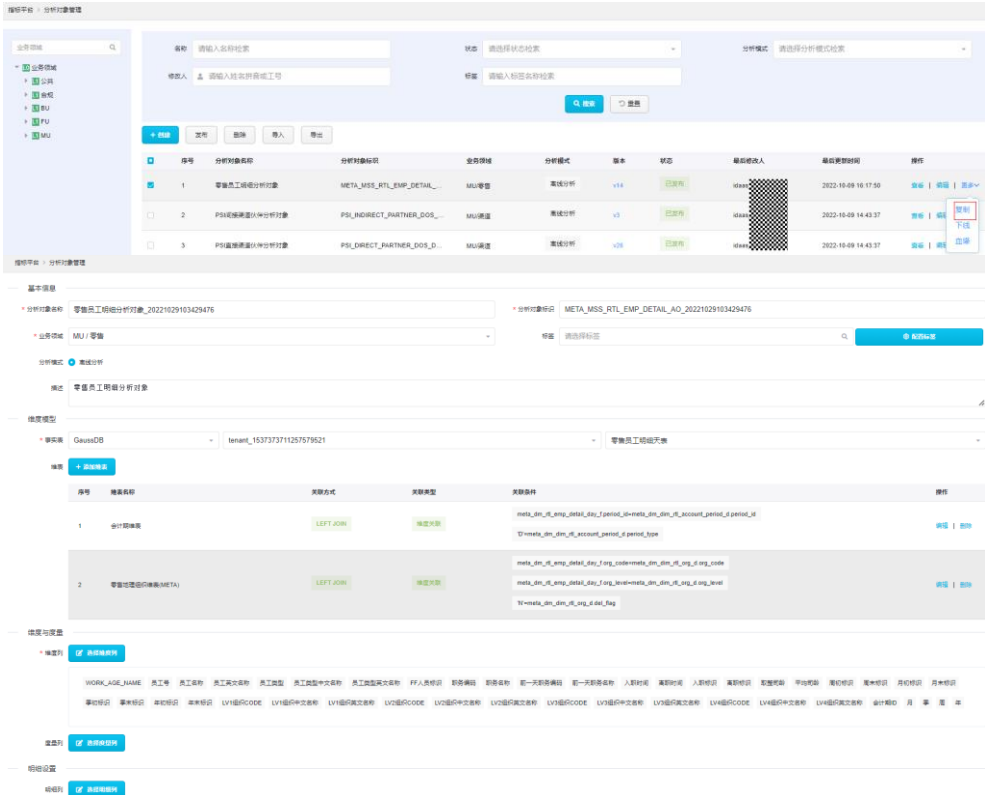 指标平台 > 分析对象管理
业务领域
业务领域
公共
合规
BU
FU
MU
名称 请输入名称检索
状态 请选择状态检索
分析模式 请选择分析模式检索
修改人 请输入姓名拼音或工号
标签 请输入标签名称检索
搜索 重置
+ 创建 发布 删除 导入 导出
序号 分析对象名称 分析对象标识 业务领域 分析模式 版本 状态 最后修改人 最后更新时间 操作
1 零售员工明细分析对象 META_MSS_RTL_EMP_DETAIL_... MU/零售 离线分析 v14 已发布 idaas 2022-10-09 16:17:50 查看 | 编辑 | 更多
2 PSI间接渠道伙伴分析对象 PSI_INDIRECT_PARTNER_DOS_... MU/渠道 离线分析 v3 已发布 idaas 2022-10-09 14:43:37 查看 | 编辑
3 PSI直接渠道伙伴分析对象 PSI_DIRECT_PARTNER_DOS_D... MU/渠道 离线分析 v26 已发布 idaas 2022-10-09 14:43:37 查看 | 编辑
复制
下线
血缘
指标平台 > 分析对象管理
基本信息
* 分析对象名称 零售员工明细分析对象_20221029103429476
* 分析对象标识 META_MSS_RTL_EMP_DETAIL_AO_20221029103429476
* 业务领域 MU / 零售
标签 请选择标签
配置标签
分析模式 离线分析
描述 零售员工明细分析对象
维度模型
* 事实表 GaussDB tenant_1537373711257579521 零售员工明细天表
维表 + 添加维表
序号 维表名称 关联方式 关联类型 关联条件 操作
1 会计期维表 LEFT JOIN 维度关联 meta_dm_rtl_emp_detail_day_f.period_id=meta_dm_dim_rtl_account_period_d.period_id 编辑 | 删除
'D'=meta_dm_dim_rtl_account_period_d.period_type
2 零售地理组织维表(META) LEFT JOIN 维度关联 meta_dm_rtl_emp_detail_day_f.org_code=meta_dm_dim_rtl_org_d.org_code 编辑 | 删除
meta_dm_rtl_emp_detail_day_f.org_level=meta_dm_dim_rtl_org_d.org_level
'N'=meta_dm_dim_rtl_org_d.del_flag
维度与度量
* 维度列 选择模型列
WORK_AGE_NAME 员工号 员工名称 员工英文名称 员工类型 员工类型中文名称 员工类型英文名称 FF人员标识 职务编码 职务名称 前一天职务编码 前一天职务名称 入职时间 离职时间 入职标识 离职标识 取整司龄 平均司龄 周初标识 周末标识 月初标识 月末标识
季初标识 季末标识 年初标识 年末标识 LV1组织CODE LV1组织中文名称 LV1组织英文名称 LV2组织CODE LV2组织中文名称 LV2组织英文名称 LV3组织CODE LV3组织中文名称 LV3组织英文名称 LV4组织CODE LV4组织中文名称 LV4组织英文名称 会计期ID 月 季 周 年
度量列 选择模型列
明细设置
明细列 选择明细列